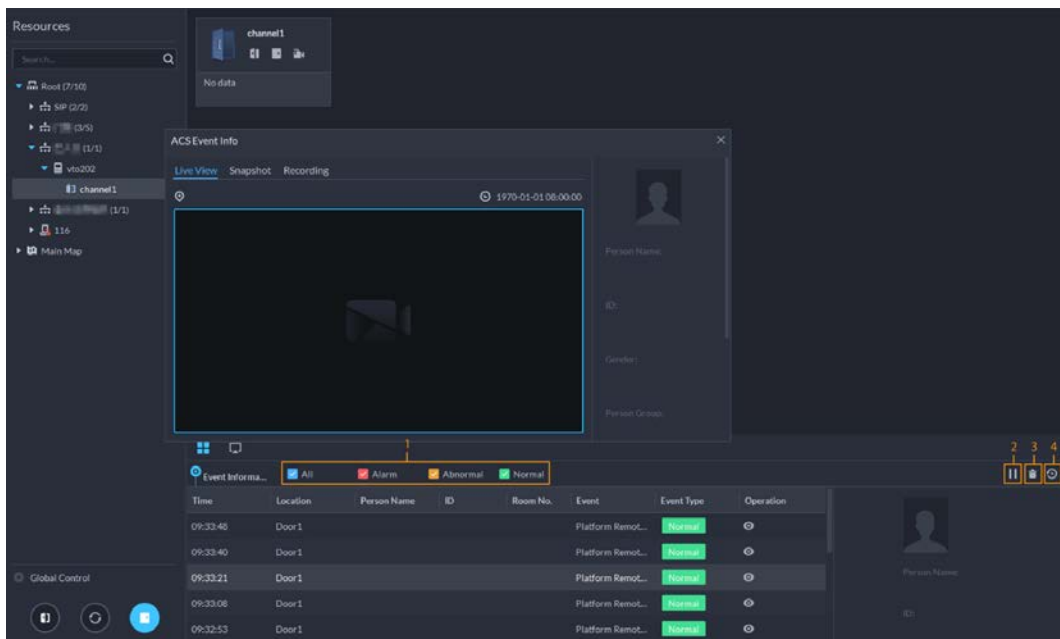 Resources
Search...
Root (7/10)
SIP (2/2)
(3/5)
(1/1)
vto202
channel1
(1/1)
116
Main Map
Global Control
channel1
No data
ACS Event Info
Live View Snapshot Recording
1970-01-01 08:00:00
Person Name:
ID:
Gender:
Person Group:
1
2 3 4
Event Informa... All Alarm Abnormal Normal
Time Location Person Name ID Room No. Event Event Type Operation
09:33:48 Door1 Platform Remot... Normal
09:33:40 Door1 Platform Remot... Normal
09:33:21 Door1 Platform Remot... Normal
09:33:08 Door1 Platform Remot... Normal
09:32:53 Door1 Platform Remot... Normal
Person Name:
ID: